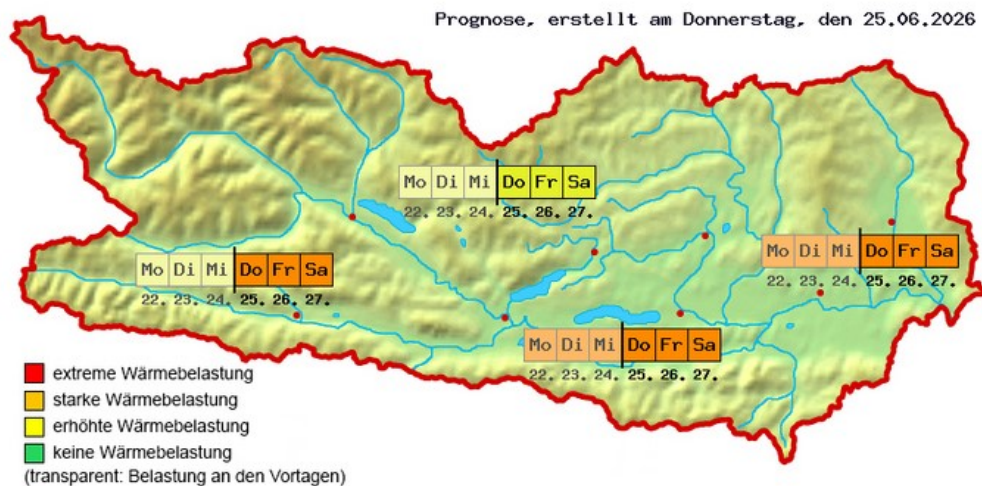 Prognose, erstellt am Donnerstag, den 25.06.2026
Mo Di Mi Do Fr Sa
22. 23. 24. 25. 26. 27.
Mo Di Mi Do Fr Sa
22. 23. 24. 25. 26. 27.
Mo Di Mi Do Fr Sa
22. 23. 24. 25. 26. 27.
Mo Di Mi Do Fr Sa
22. 23. 24. 25. 26. 27.
extreme Wärmebelastung
starke Wärmebelastung
erhöhte Wärmebelastung
keine Wärmebelastung
(transparent: Belastung an den Vortagen)